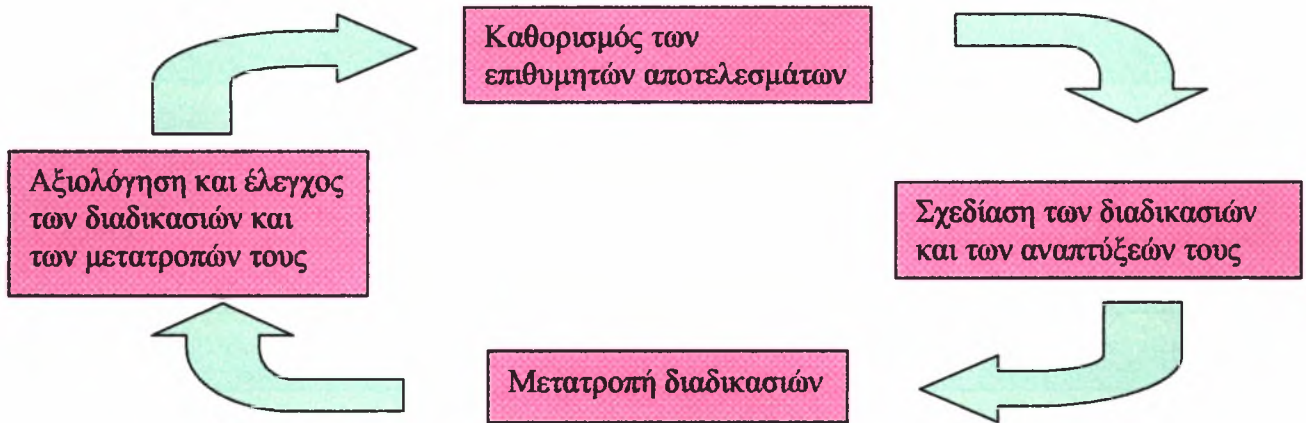 Καθορισμός των
επιθυμητών αποτελεσμάτων
Σχεδίαση των διαδικασιών
και των αναπτύξεών τους
Μετατροπή διαδικασιών
Αξιολόγηση και έλεγχος
των διαδικασιών και
των μετατροπών τους